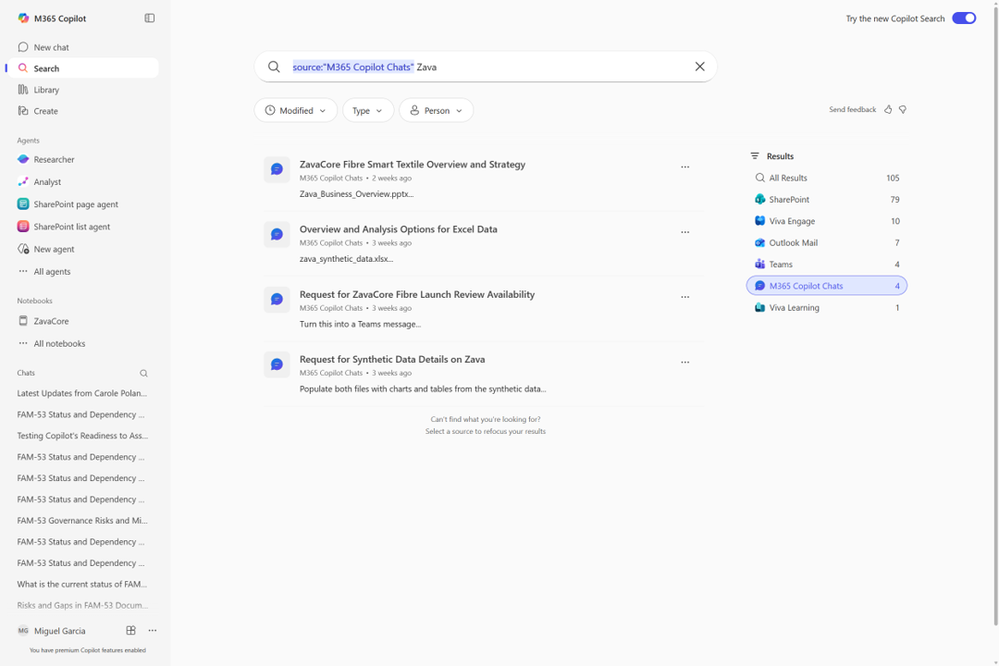 M365 Copilot
New chat
Search
Library
Create
Agents
Researcher
Analyst
SharePoint page agent
SharePoint list agent
New agent
All agents
Notebooks
ZavaCore
All notebooks
Chats
Latest Updates from Carole Polan...
FAM-53 Status and Dependency ...
Testing Copilot's Readiness to Ass...
FAM-53 Status and Dependency ...
FAM-53 Status and Dependency ...
FAM-53 Status and Dependency ...
FAM-53 Governance Risks and Mi...
FAM-53 Status and Dependency ...
FAM-53 Status and Dependency ...
What is the current status of FAM...
Risks and Gaps in FAM-53 Docum...
MG Miguel Garcia
You have premium Copilot features enabled
Try the new Copilot Search
source:"M365 Copilot Chats" Zava
Modified Type Person
Send feedback
ZavaCore Fibre Smart Textile Overview and Strategy
M365 Copilot Chats • 2 weeks ago
Zava_Business_Overview.pptx...
Overview and Analysis Options for Excel Data
M365 Copilot Chats • 3 weeks ago
zava_synthetic_data.xlsx...
Request for ZavaCore Fibre Launch Review Availability
M365 Copilot Chats • 3 weeks ago
Turn this into a Teams message...
Request for Synthetic Data Details on Zava
M365 Copilot Chats • 3 weeks ago
Populate both files with charts and tables from the synthetic data...
Can't find what you're looking for?
Select a source to refocus your results
Results
All Results 105
SharePoint 79
Viva Engage 10
Outlook Mail 7
Teams 4
M365 Copilot Chats 4
Viva Learning 1